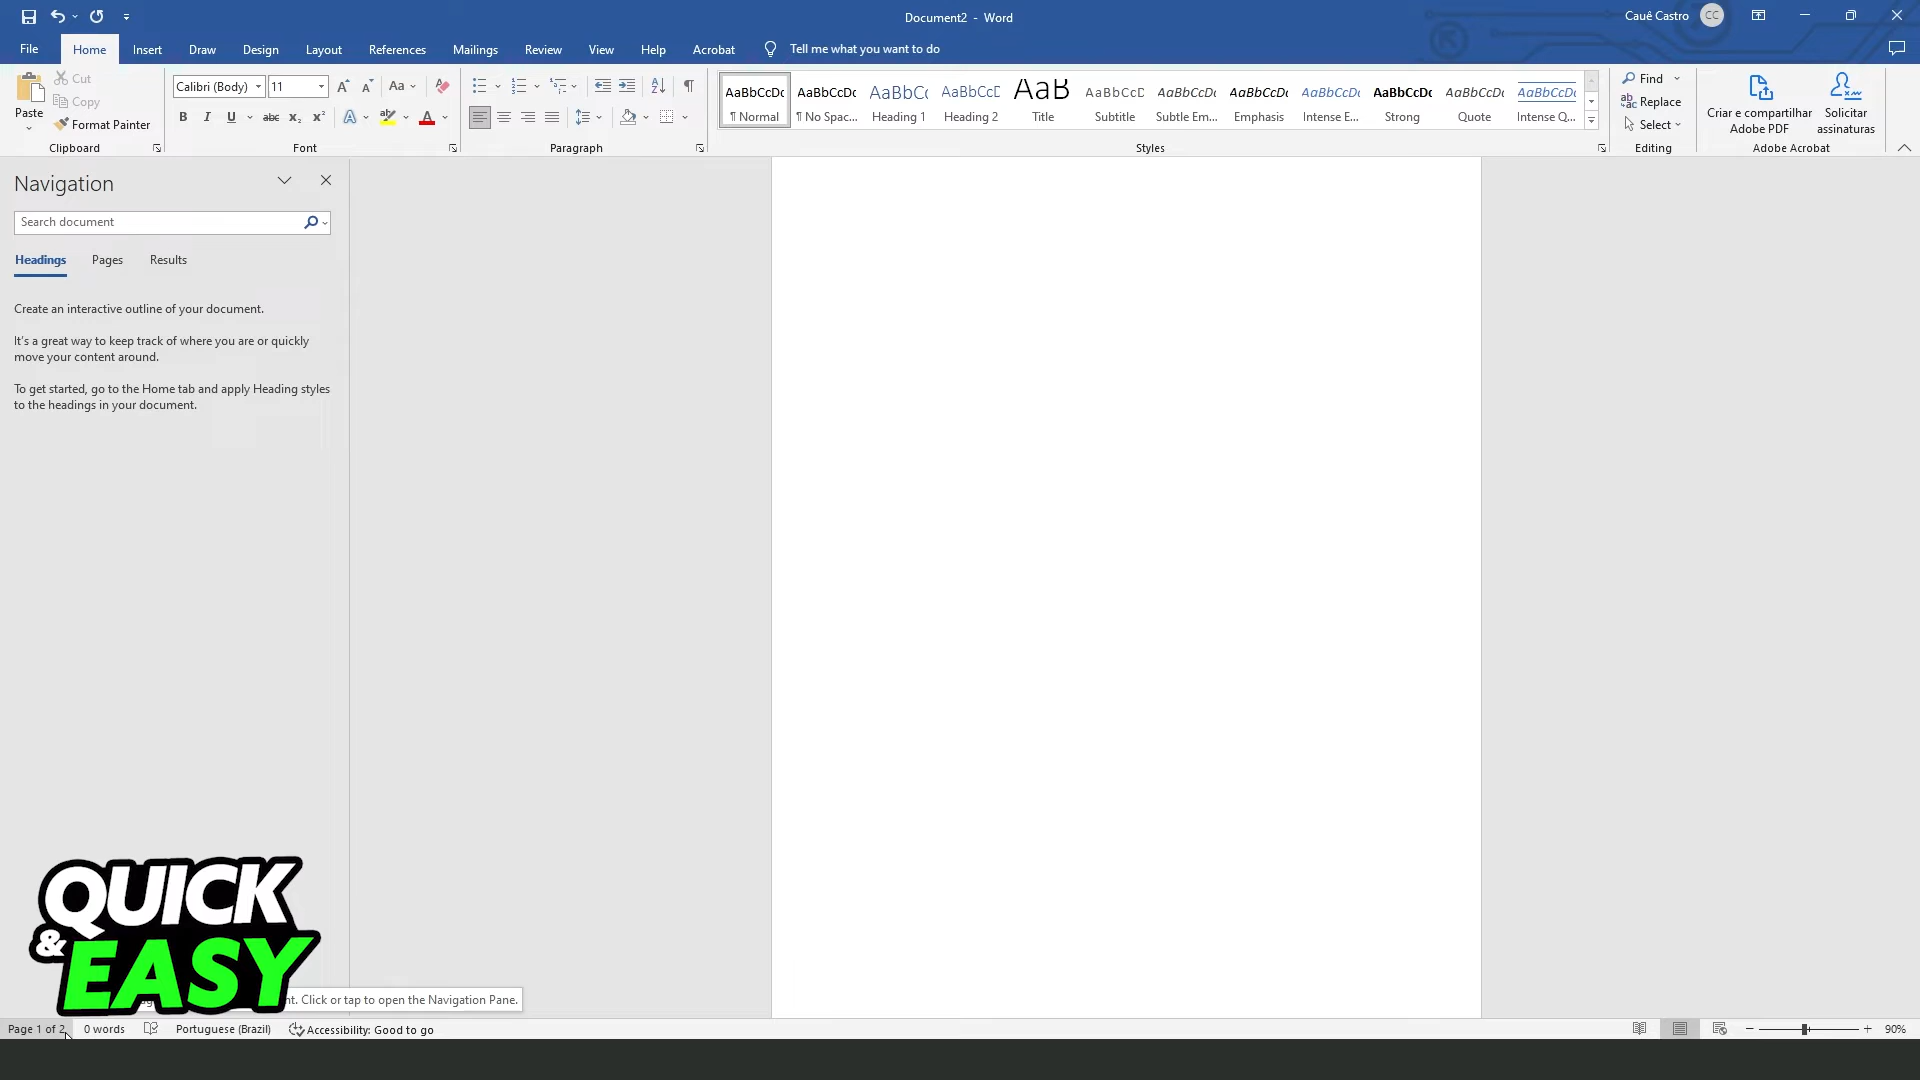 Document2 - Word
Cauê Castro
CC
File
Home
Insert
Draw
Design
Layout
References
Mailings
Review
View
Help
Acrobat
Tell me what you want to do
Paste
Cut
Copy
Format Painter
Clipboard
Calibri (Body)
11
Font
Paragraph
AaBbCcDc
¶ Normal
AaBbCcDc
¶ No Spac...
AaBbC
Heading 1
AaBbCcD
Heading 2
AaB
Title
AaBbCcD
Subtitle
AaBbCcDc
Subtle Em...
AaBbCcDc
Emphasis
AaBbCcDc
Intense E...
AaBbCcDc
Strong
AaBbCcDc
Quote
AaBbCcDc
Intense Q...
Styles
Find
Replace
Select
Editing
Criar e compartilhar
Adobe PDF
Solicitar
assinaturas
Adobe Acrobat
Navigation
Search document
Headings
Pages
Results
Create an interactive outline of your document.
It's a great way to keep track of where you are or quickly
move your content around.
To get started, go to the Home tab and apply Heading styles
to the headings in your document.
QUICK
& EASY
Click or tap to open the Navigation Pane.
Page 1 of 2
0 words
Portuguese (Brazil)
Accessibility: Good to go
90%